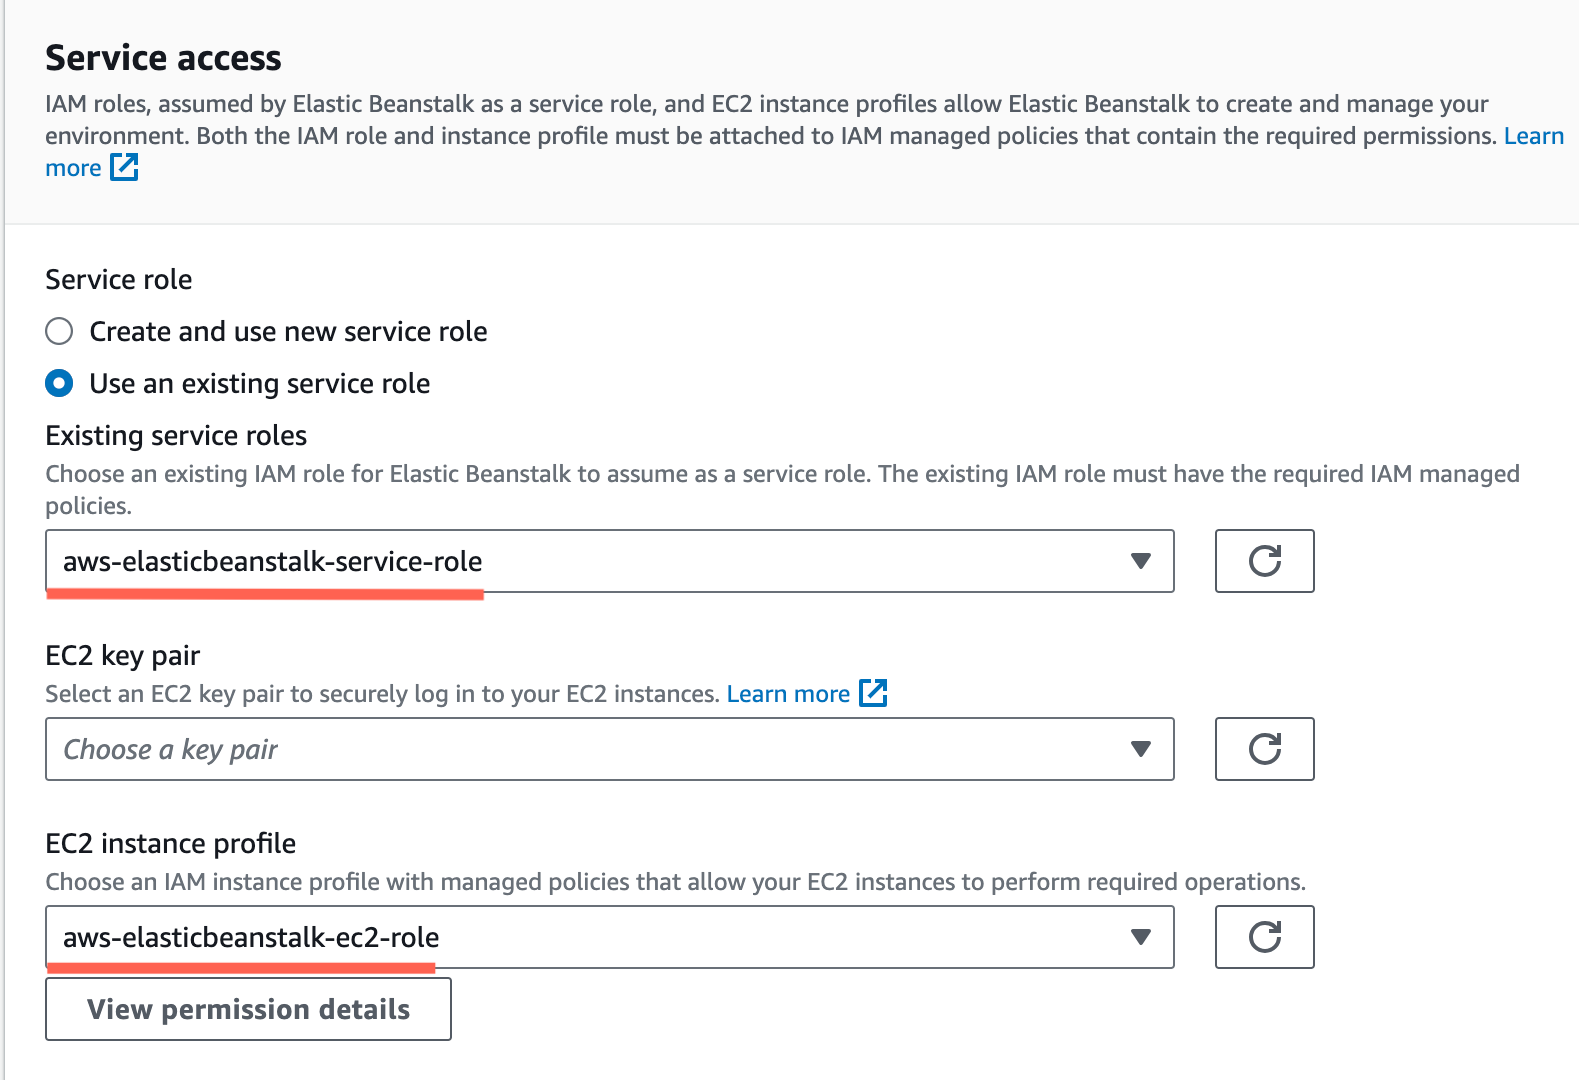 Service access
IAM roles, assumed by Elastic Beanstalk as a service role, and EC2 instance profiles allow Elastic Beanstalk to create and manage your
environment. Both the IAM role and instance profile must be attached to IAM managed policies that contain the required permissions. Learn
more
Service role
Create and use new service role
Use an existing service role
Existing service roles
Choose an existing IAM role for Elastic Beanstalk to assume as a service role. The existing IAM role must have the required IAM managed
policies.
aws-elasticbeanstalk-service-role
EC2 key pair
Select an EC2 key pair to securely log in to your EC2 instances. Learn more
Choose a key pair
EC2 instance profile
Choose an IAM instance profile with managed policies that allow your EC2 instances to perform required operations.
aws-elasticbeanstalk-ec2-role
View permission details